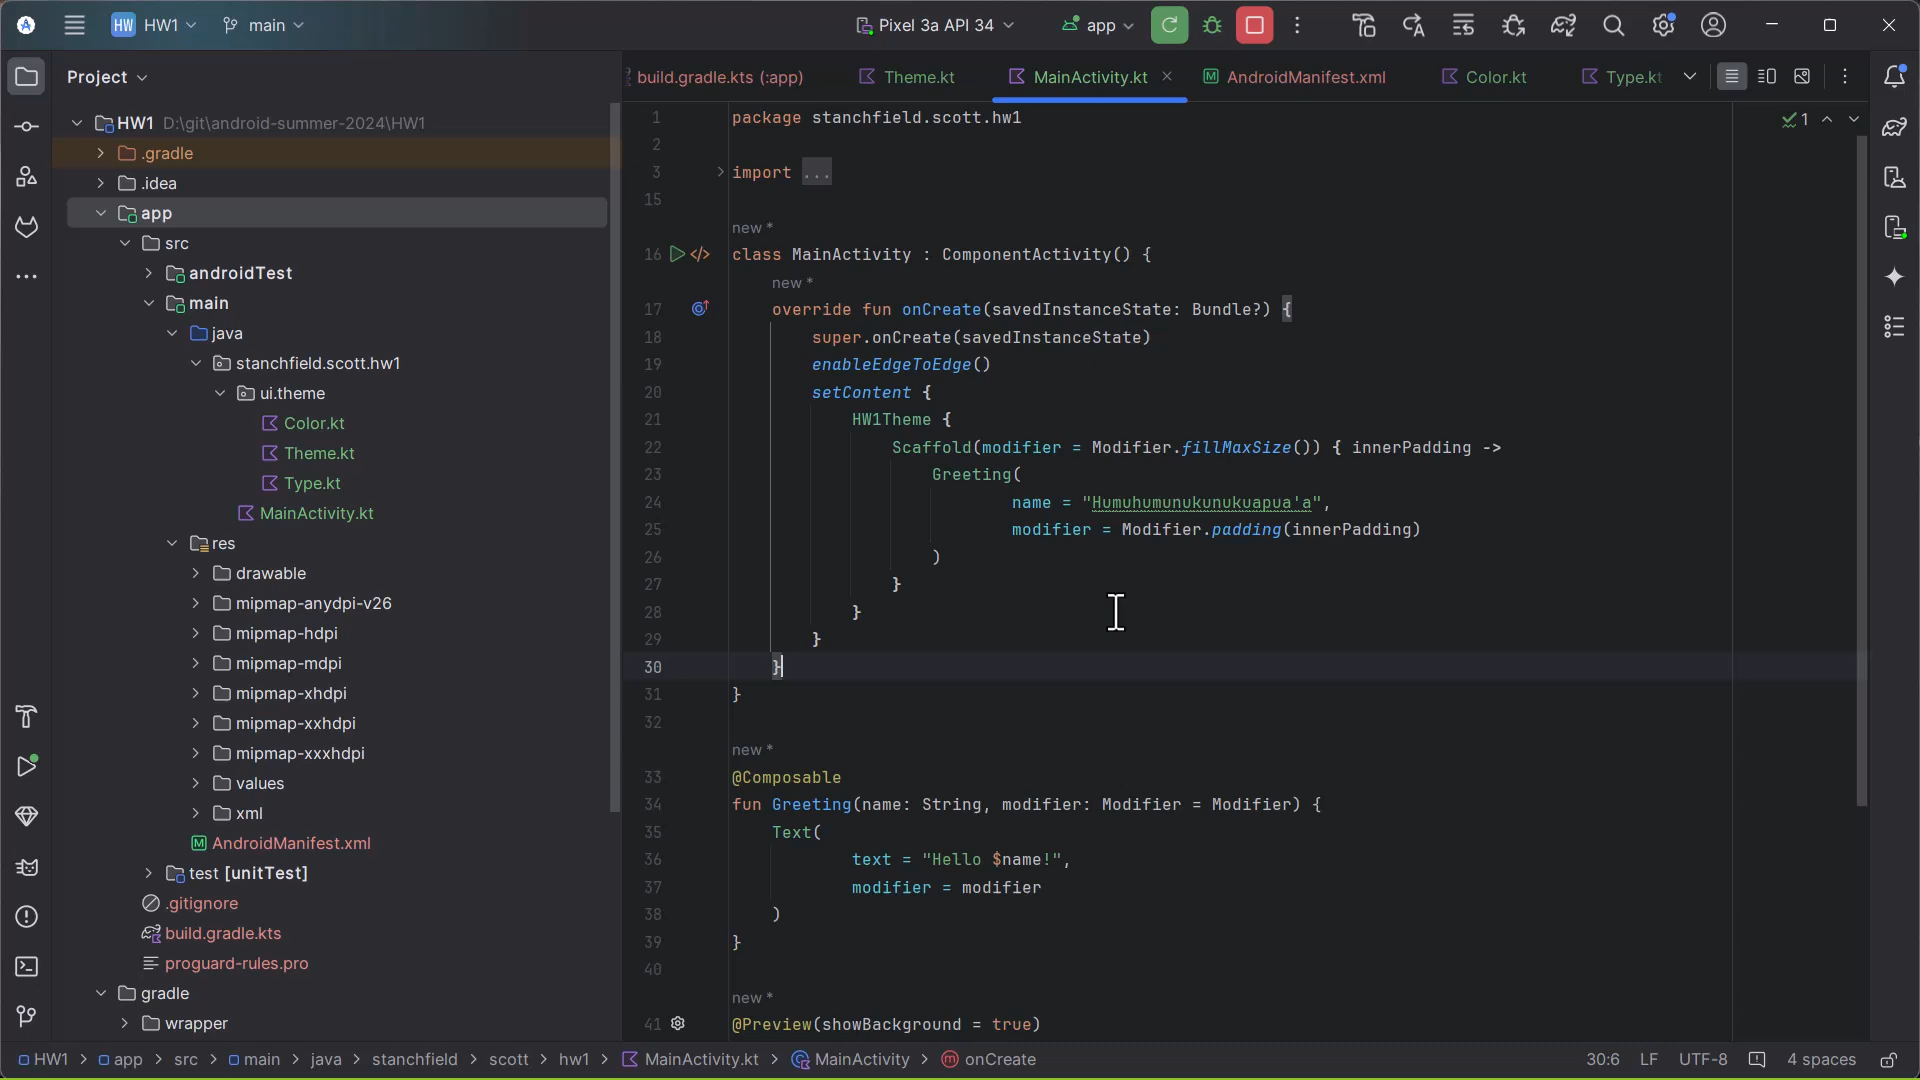 HW HW1 main Pixel 3a API 34 app
Project
build.gradle.kts (:app) Theme.kt MainActivity.kt AndroidManifest.xml Color.kt Type.kt
HW1 D:\git\android-summer-2024\HW1
.gradle
.idea
app
src
androidTest
main
java
stanchfield.scott.hw1
ui.theme
Color.kt
Theme.kt
Type.kt
MainActivity.kt
res
drawable
mipmap-anydpi-v26
mipmap-hdpi
mipmap-mdpi
mipmap-xhdpi
mipmap-xxhdpi
mipmap-xxxhdpi
values
xml
AndroidManifest.xml
test [unitTest]
.gitignore
build.gradle.kts
proguard-rules.pro
gradle
wrapper
1 package stanchfield.scott.hw1
1
2
3 import ...
15
new *
16 class MainActivity : ComponentActivity() {
new *
17 override fun onCreate(savedInstanceState: Bundle?) {
18 super.onCreate(savedInstanceState)
19 enableEdgeToEdge()
20 setContent {
21 HW1Theme {
22 Scaffold(modifier = Modifier.fillMaxSize()) { innerPadding ->
23 Greeting(
24 name = "Humuhumunukunukuapua'a",
25 modifier = Modifier.padding(innerPadding)
26 )
27 }
28 }
29 }
30 }
31 }
32
new *
33 @Composable
34 fun Greeting(name: String, modifier: Modifier = Modifier) {
35 Text(
36 text = "Hello $name!",
37 modifier = modifier
38 )
39 }
40
new *
41 @Preview(showBackground = true)
HW1 > app > src > main > java > stanchfield > scott > hw1 > MainActivity.kt > MainActivity > onCreate 30:6 LF UTF-8 4 spaces